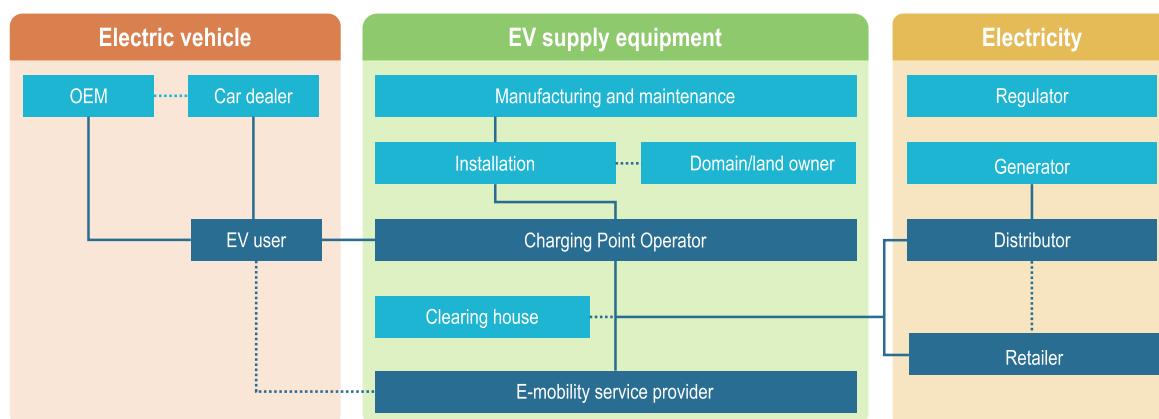 Electric vehicle
OEM
Car dealer
EV user
EV supply equipment
Manufacturing and maintenance
Installation
Domain/land owner
Charging Point Operator
Clearing house
E-mobility service provider
Electricity
Regulator
Generator
Distributor
Retailer